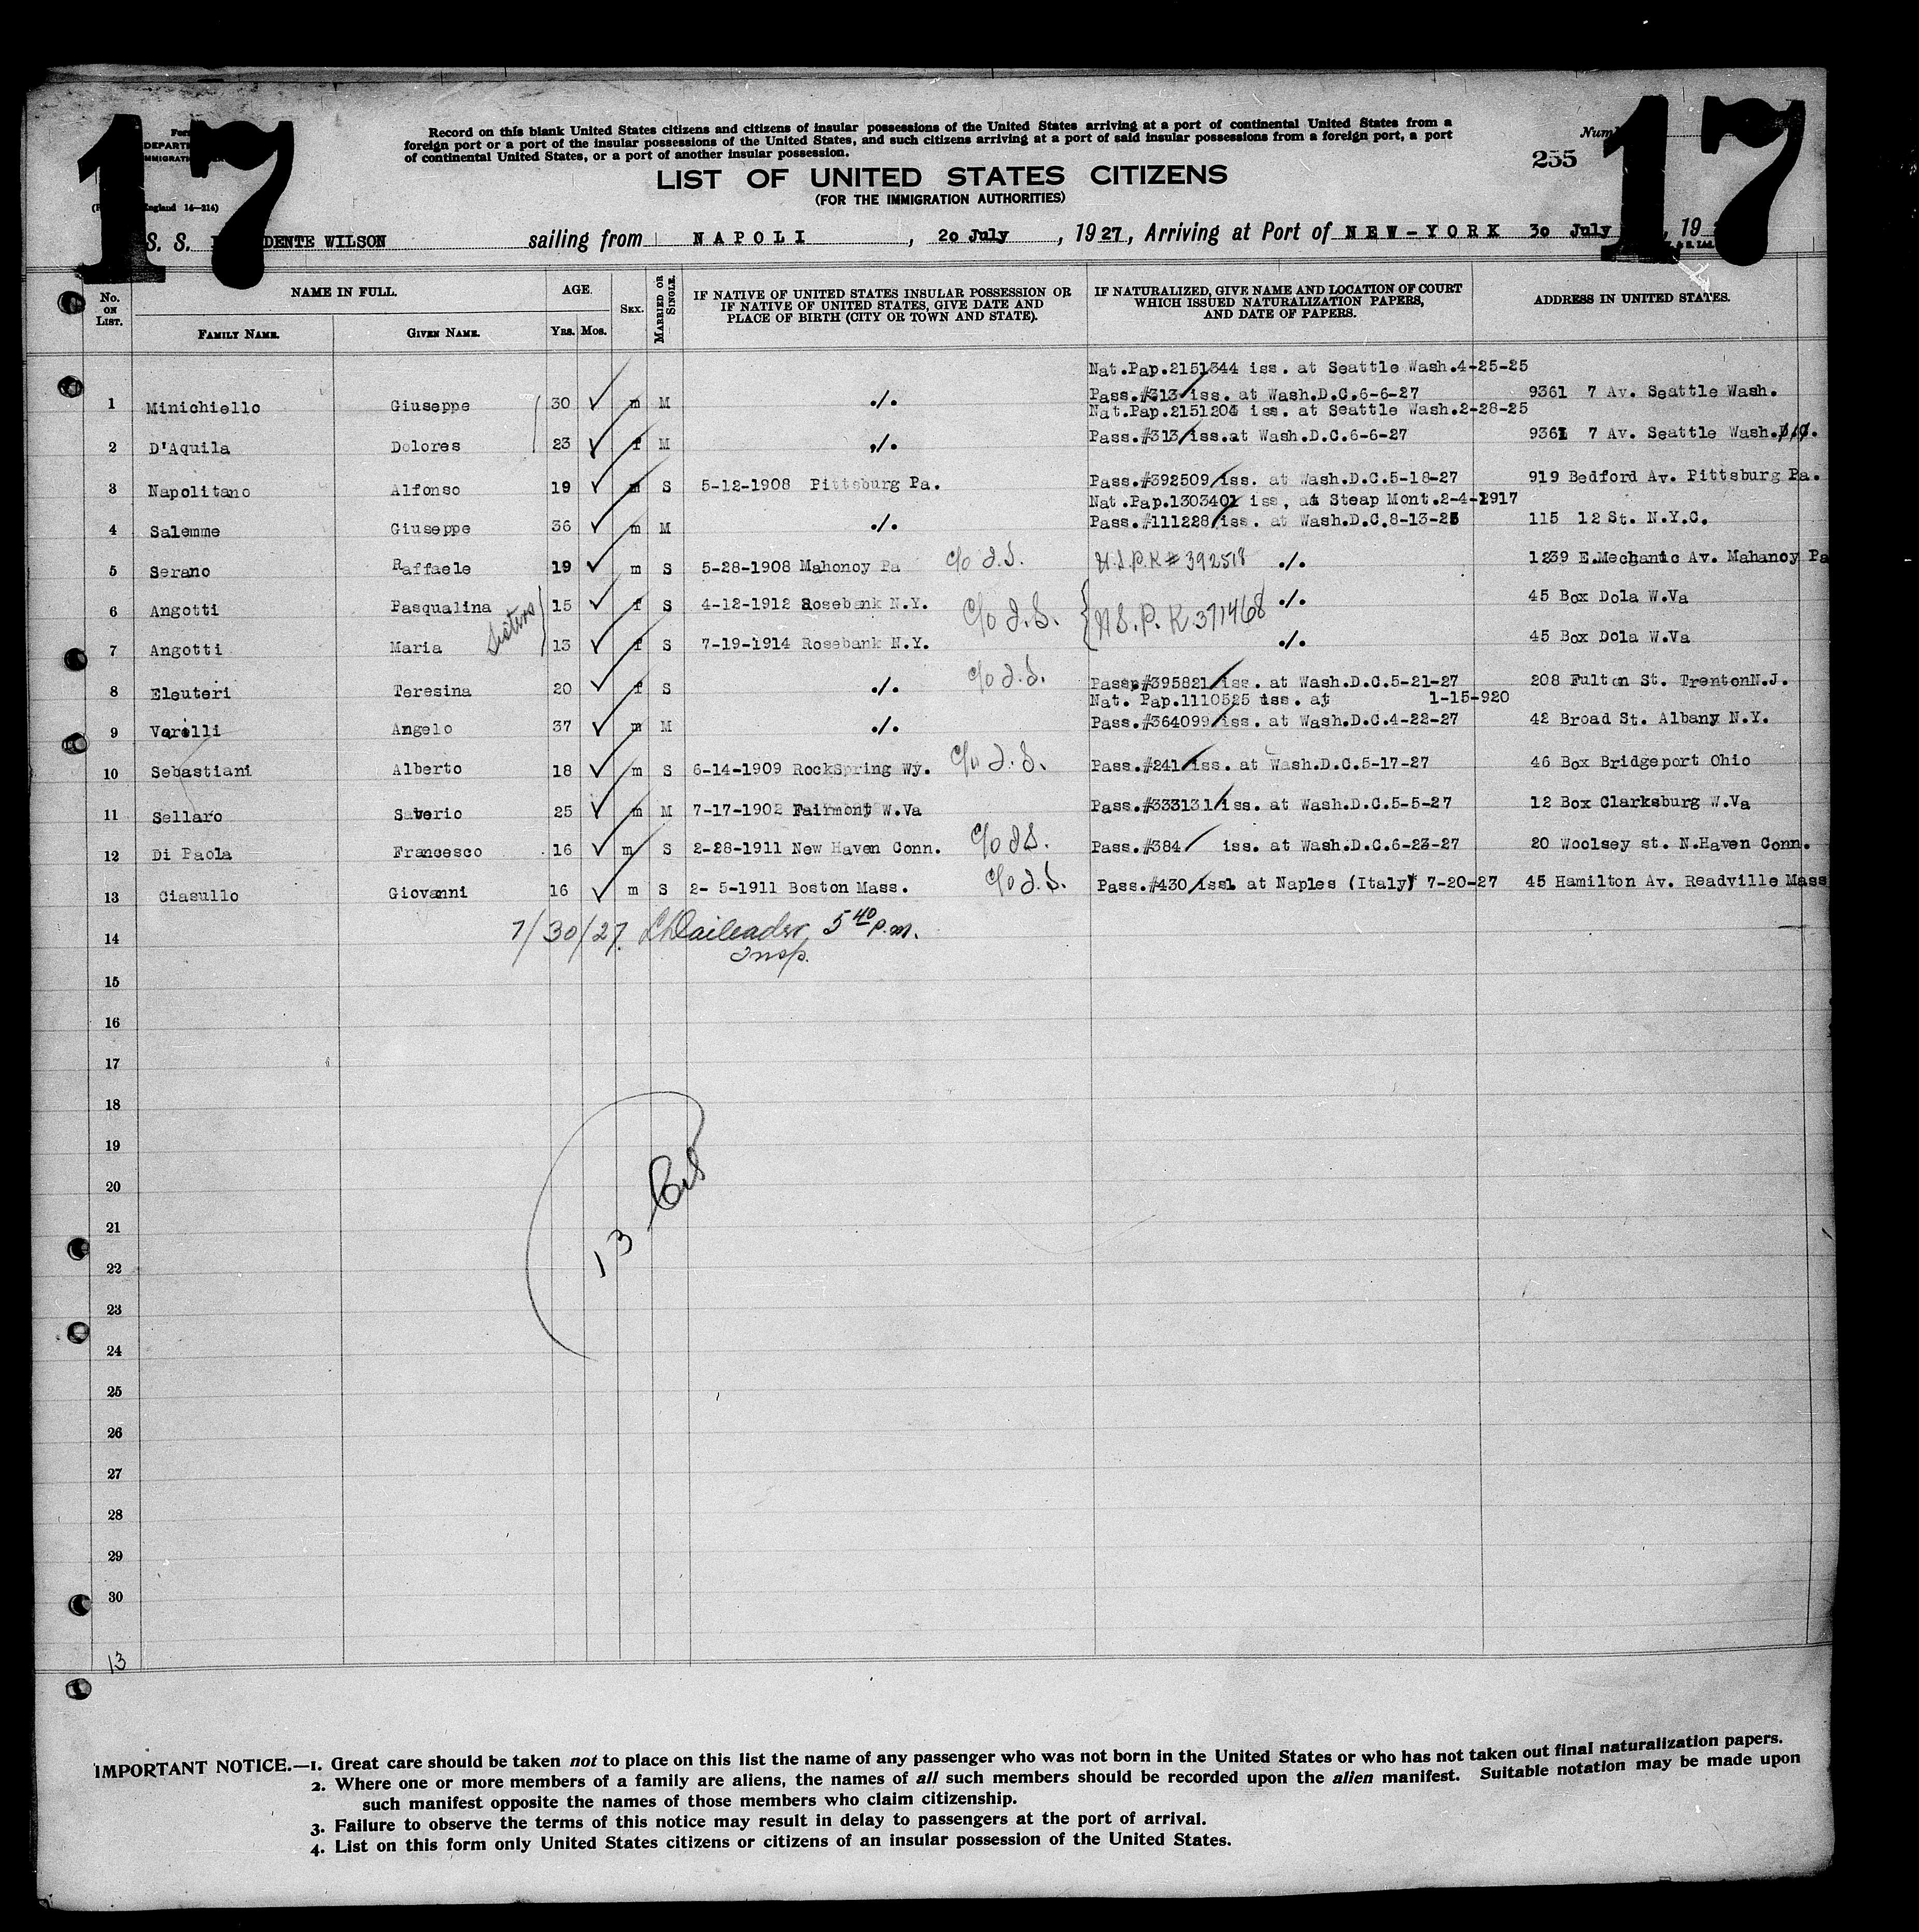 17
17
Record on this blank United States citizens and citizens of insular possessions of the United States arriving at a port of continental United States from a
foreign port or a port of the insular possessions of the United States, and such citizens arriving at a port of said insular possessions from a foreign port, a port
of continental United States, or a port of another insular possession.
255
LIST OF UNITED STATES CITIZENS
(FOR THE IMMIGRATION AUTHORITIES)
S. S. DENTE WILSON sailing from NAPOLI, 20 July, 1927, Arriving at Port of NEW-YORK 30 July, 19
No. ON LIST. NAME IN FULL. FAMILY NAME. GIVEN NAME. AGE. YRS. MOS. SEX. MARRIED OR SINGLE. IF NATIVE OF UNITED STATES INSULAR POSSESSION OR IF NATIVE OF UNITED STATES, GIVE DATE AND PLACE OF BIRTH (CITY OR TOWN AND STATE). IF NATURALIZED, GIVE NAME AND LOCATION OF COURT WHICH ISSUED NATURALIZATION PAPERS, AND DATE OF PAPERS. ADDRESS IN UNITED STATES.
Nat.Pap.2151344 iss. at Seattle Wash.4-25-25
1 Minichiello Giuseppe 30 m M ./. Pass.#313 iss. at Wash.D.C.6-6-27 9361 7 Av. Seattle Wash.
Nat.Pap.2151204 iss. at Seattle Wash.2-28-25
2 D'Aquila Dolores 23 f M ./. Pass.#313 iss.at Wash.D.C.6-6-27 9361 7 Av. Seattle Wash.
3 Napolitano Alfonso 19 m S 5-12-1908 Pittsburg Pa. Pass.#392509 iss. at Wash.D.C.5-18-27 919 Bedford Av. Pittsburg Pa.
Nat.Pap.1303401 iss, at Steap Mont.2-4-1917
4 Salemme Giuseppe 36 m M ./. Pass.#111228 iss. at Wash.D.C.8-13-25 115 12 St. N.Y.C.
5 Serano Raffaele 19 m S 5-28-1908 Mahonoy Pa # 392518 ./. 1239 E.Mechanic Av. Mahanoy Pa
Sisters
6 Angotti Pasqualina 15 f S 4-12-1912 Rosebank N.Y. 371468 ./. 45 Box Dola W.Va
7 Angotti Maria 13 f S 7-19-1914 Rosebank N.Y. ./. 45 Box Dola W.Va
8 Eleuteri Teresina 20 f S ./. Passp#395821 iss. at Wash.D.C.5-21-27 208 Fulton St. TrentonN.J.
Nat. Pap.1110525 iss. at 1-15-920
9 Varelli Angelo 37 m M ./. Pass.#364099 iss. at Wash.D.C.4-22-27 42 Broad St. Albany N.Y.
10 Sebastiani Alberto 18 m S 6-14-1909 RockSpring Wy. Pass.#241 iss. at Wash.D.C.5-17-27 46 Box Bridgeport Ohio
11 Sellaro Saverio 25 m M 7-17-1902 Fairmont W.Va Pass.#333131 iss. at Wash.D.C.5-5-27 12 Box Clarksburg W.Va
12 Di Paola Francesco 16 m S 2-28-1911 New Haven Conn. Pass.#384 iss. at Wash.D.C.6-23-27 20 Woolsey st. N.Haven Conn.
13 Ciasullo Giovanni 16 m S 2- 5-1911 Boston Mass. Pass.#430 iss. at Naples (Italy) 7-20-27 45 Hamilton Av. Readville Mass
14 7/30/27. 5 40 p.m.
Insp.
15
16
17
18
19
20
21
22
23
24
25
26
27
28
29
30
13
13
IMPORTANT NOTICE.—1. Great care should be taken not to place on this list the name of any passenger who was not born in the United States or who has not taken out final naturalization papers.
2. Where one or more members of a family are aliens, the names of all such members should be recorded upon the alien manifest. Suitable notation may be made upon
such manifest opposite the names of those members who claim citizenship.
3. Failure to observe the terms of this notice may result in delay to passengers at the port of arrival.
4. List on this form only United States citizens or citizens of an insular possession of the United States.